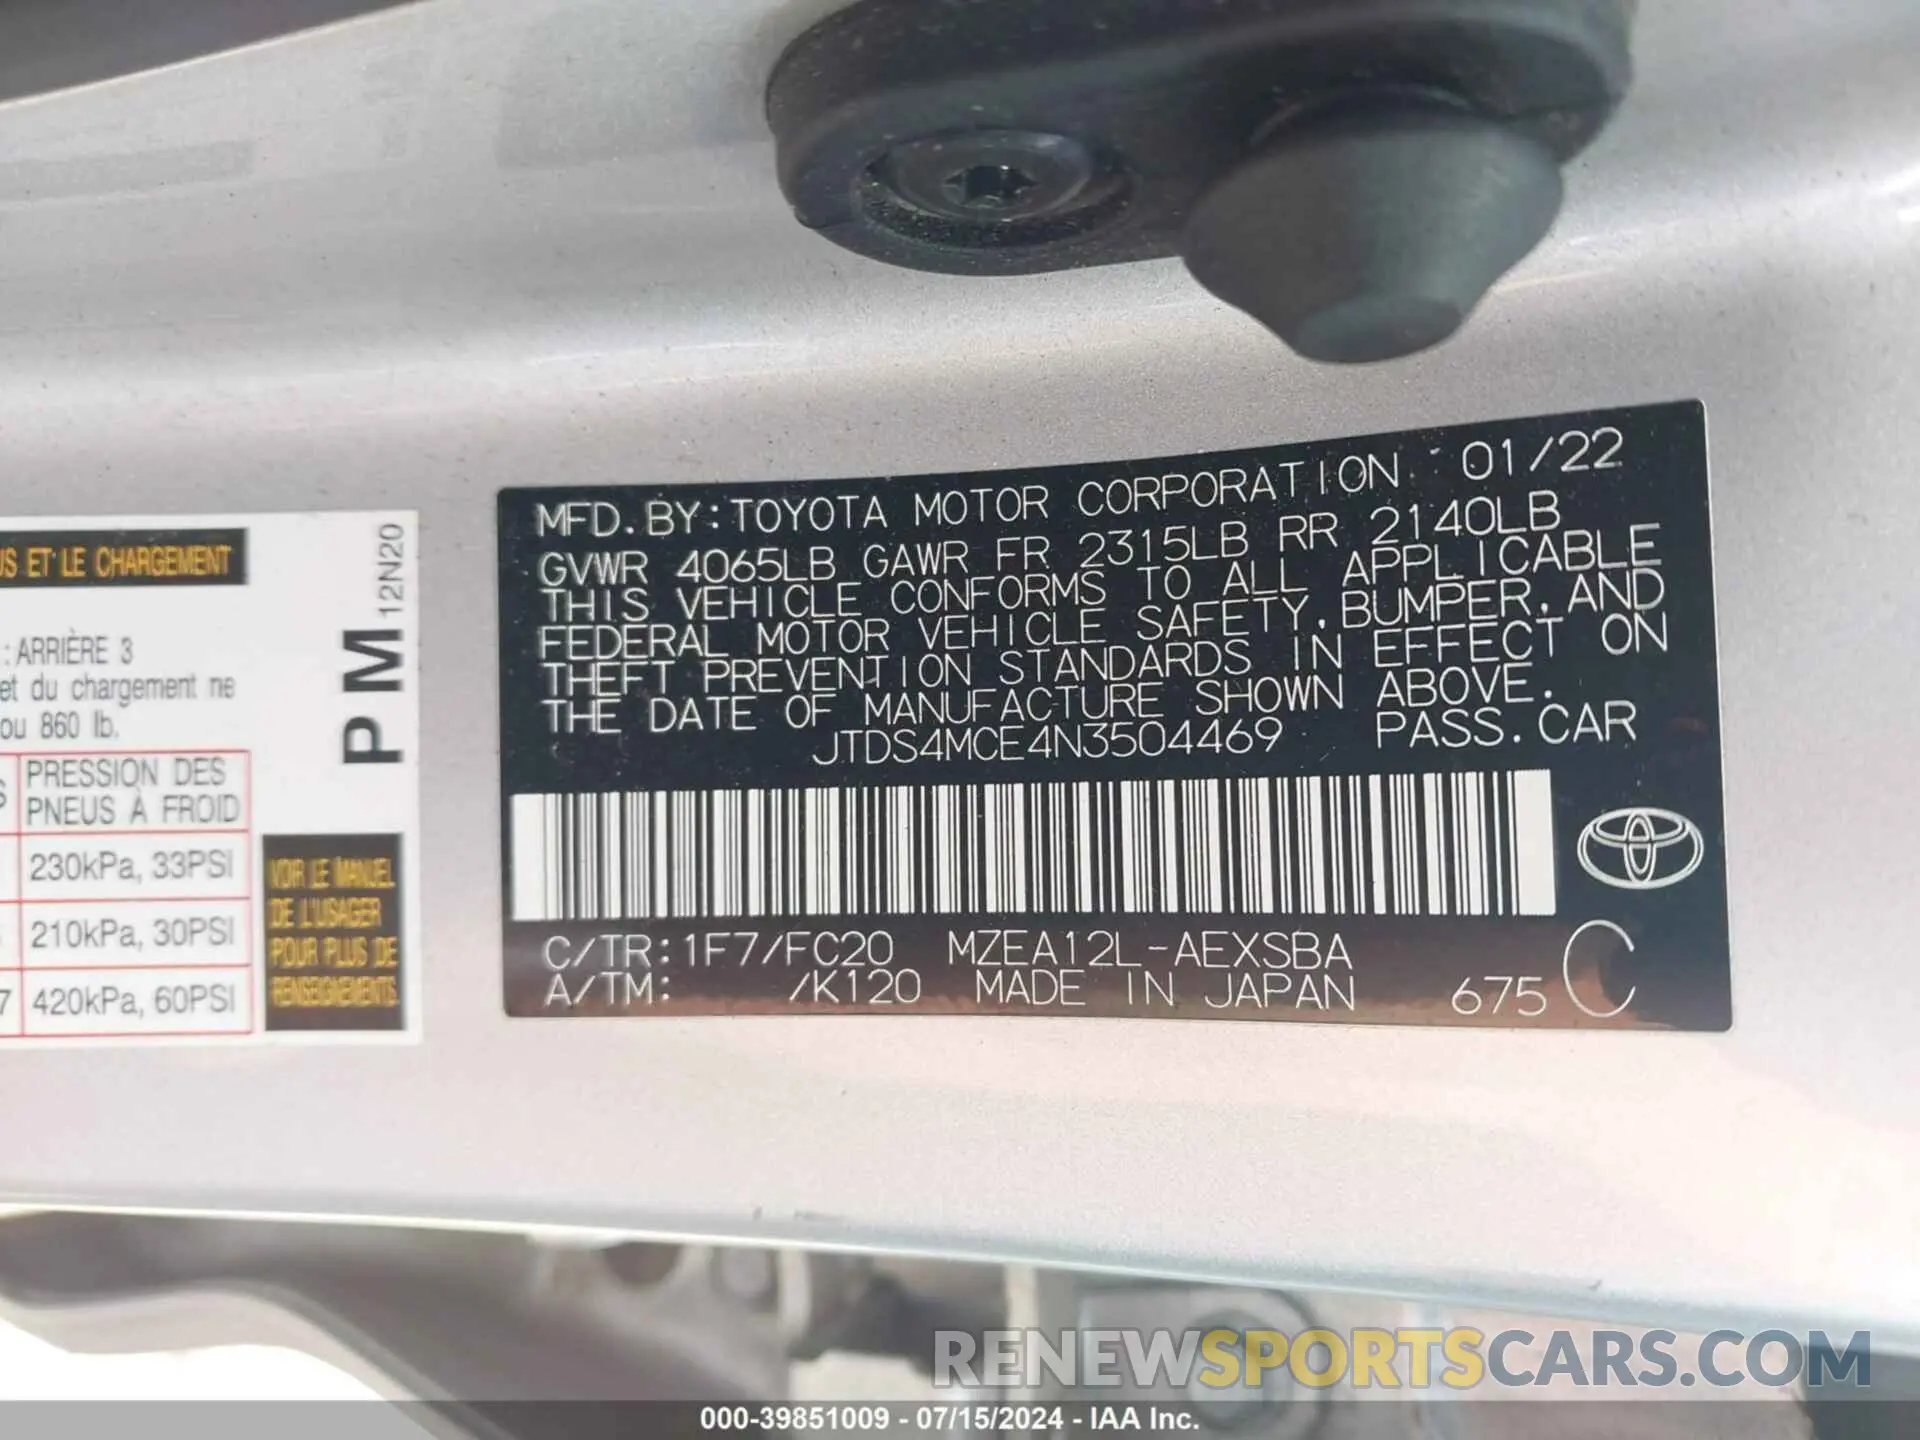 US ET LE CHARGEMENT
: ARRIÈRE 3
et du chargement ne
ou 860 lb.
PRESSION DES
PNEUS À FROID
230kPa, 33PSI
210kPa, 30PSI
7 420kPa, 60PSI
PM 12N20
VOIR LE MANUEL
DE L'USAGER
POUR PLUS DE
RENSEIGNEMENTS
MFD. BY: TOYOTA MOTOR CORPORATION 01/22
GVWR 4065LB GAWR FR 2315LB RR 2140LB
THIS VEHICLE CONFORMS TO ALL APPLICABLE
FEDERAL MOTOR VEHICLE SAFETY, BUMPER, AND
THEFT PREVENTION STANDARDS IN EFFECT ON
THE DATE OF MANUFACTURE SHOWN ABOVE.
JTDS4MCE4N3504469 PASS. CAR
C/TR: 1F7/FC20 MZEA12L-AEXSBA
A/TM: /K120 MADE IN JAPAN 675 C
RENEWSPORTSCARS.COM
000-39851009 - 07/15/2024 - IAA Inc.